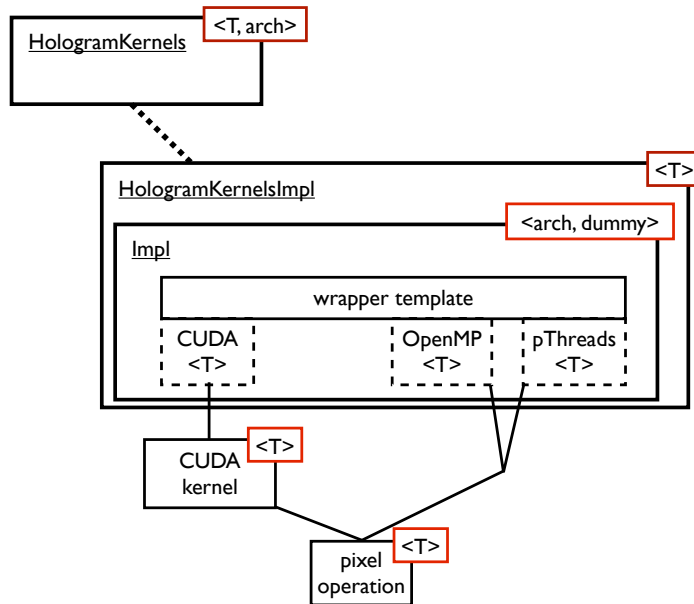 <T, arch>
HologramKernels
<T>
HologramKernelsImpl
<arch, dummy>
Impl
wrapper template
CUDA
<T>
OpenMP
<T>
pThreads
<T>
<T>
CUDA
kernel
<T>
pixel
operation